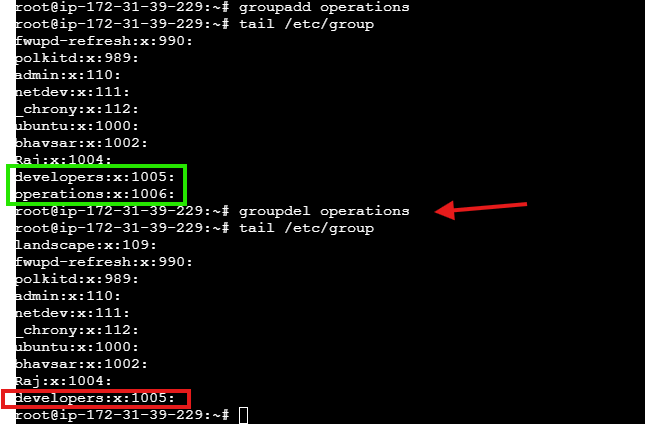 root@ip-172-31-39-229:~# groupadd operations
root@ip-172-31-39-229:~# tail /etc/group
fwupd-refresh:x:990:
polkitd:x:989:
admin:x:110:
netdev:x:111:
_chrony:x:112:
ubuntu:x:1000:
bhavsar:x:1002:
Raj:x:1004:
developers:x:1005:
operations:x:1006:
root@ip-172-31-39-229:~# groupdel operations
root@ip-172-31-39-229:~# tail /etc/group
landscape:x:109:
fwupd-refresh:x:990:
polkitd:x:989:
admin:x:110:
netdev:x:111:
_chrony:x:112:
ubuntu:x:1000:
bhavsar:x:1002:
Raj:x:1004:
developers:x:1005:
root@ip-172-31-39-229:~#